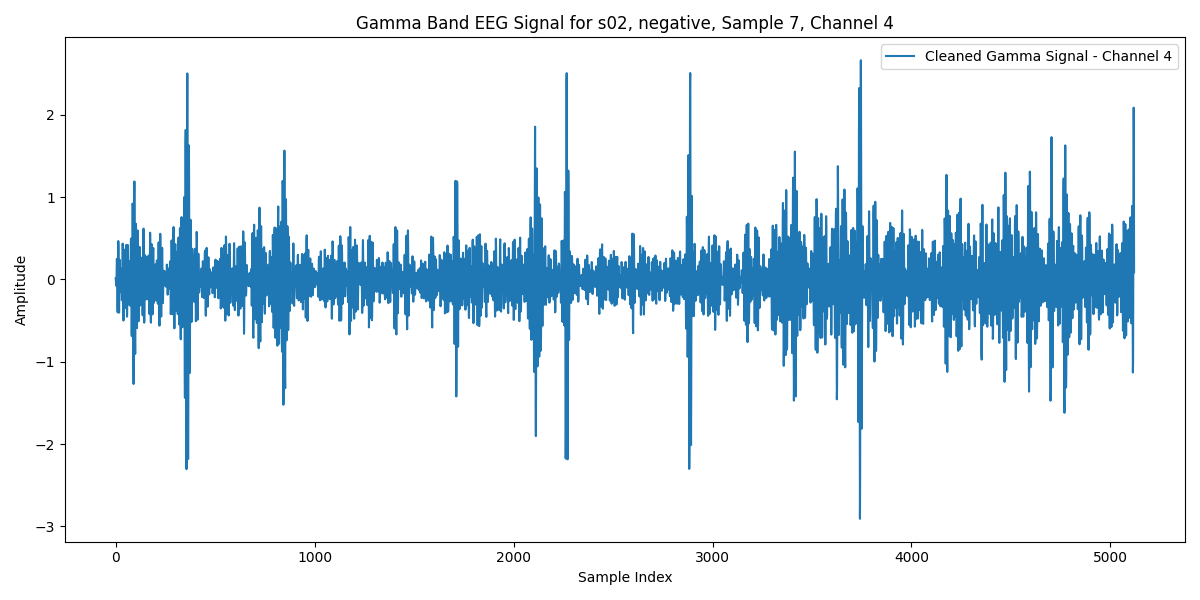 Gamma Band EEG Signal for s02, negative, Sample 7, Channel 4
Cleaned Gamma Signal - Channel 4
Amplitude
2
1
0
−1
−2
−3
0 1000 2000 3000 4000 5000
Sample Index